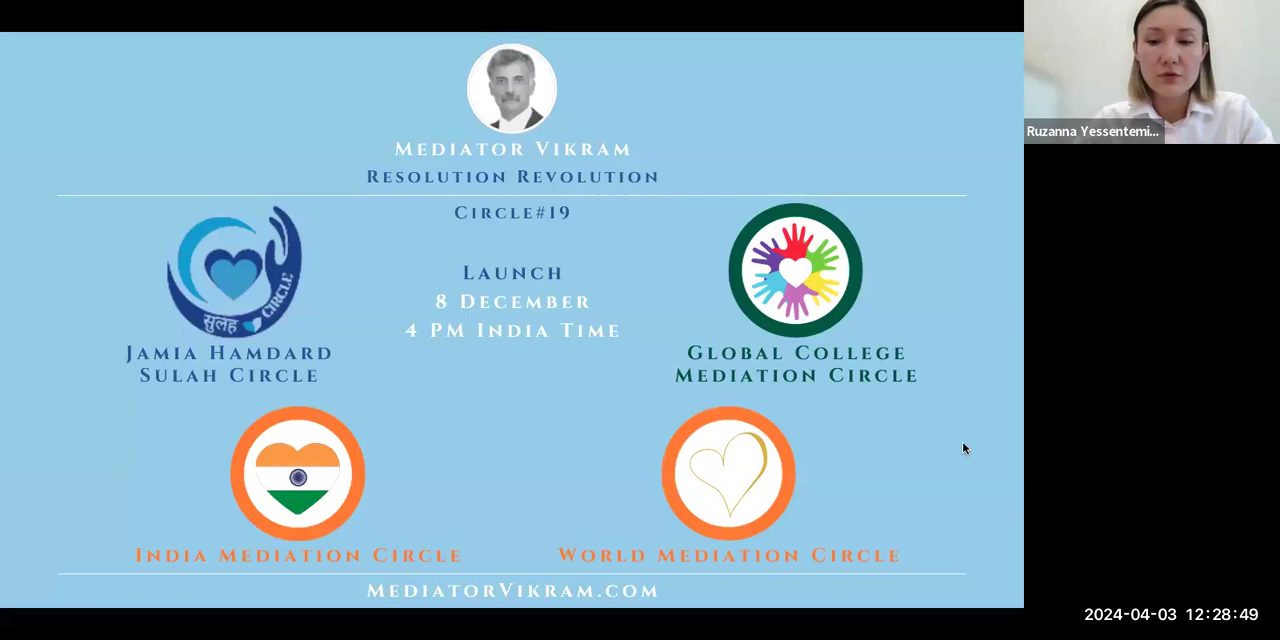 Ruzanna Yessentemi...
Mediator Vikram
Resolution Revolution
Circle#19
Launch
8 December
4 PM India Time
सुलह CIRCLE
Jamia Hamdard
Sulah Circle
Global College
Mediation Circle
India Mediation Circle
World Mediation Circle
MediatorVikram.com
2024-04-03 12:28:49